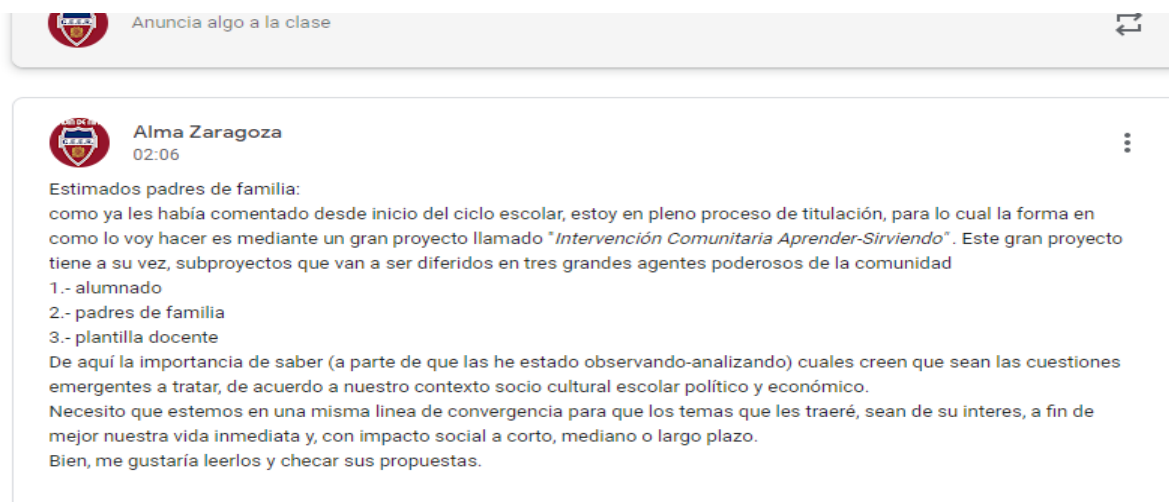 Anuncia algo a la clase
Alma Zaragoza
02:06
Estimados padres de familia:
como ya les había comentado desde inicio del ciclo escolar, estoy en pleno proceso de titulación, para lo cual la forma en
como lo voy hacer es mediante un gran proyecto llamado "Intervención Comunitaria Aprender-Sirviendo" . Este gran proyecto
tiene a su vez, subproyectos que van a ser diferidos en tres grandes agentes poderosos de la comunidad
1.- alumnado
2.- padres de familia
3.- plantilla docente
De aquí la importancia de saber (a parte de que las he estado observando-analizando) cuales creen que sean las cuestiones
emergentes a tratar, de acuerdo a nuestro contexto socio cultural escolar político y económico.
Necesito que estemos en una misma linea de convergencia para que los temas que les traeré, sean de su interes, a fin de
mejor nuestra vida inmediata y, con impacto social a corto, mediano o largo plazo.
Bien, me gustaría leerlos y checar sus propuestas.